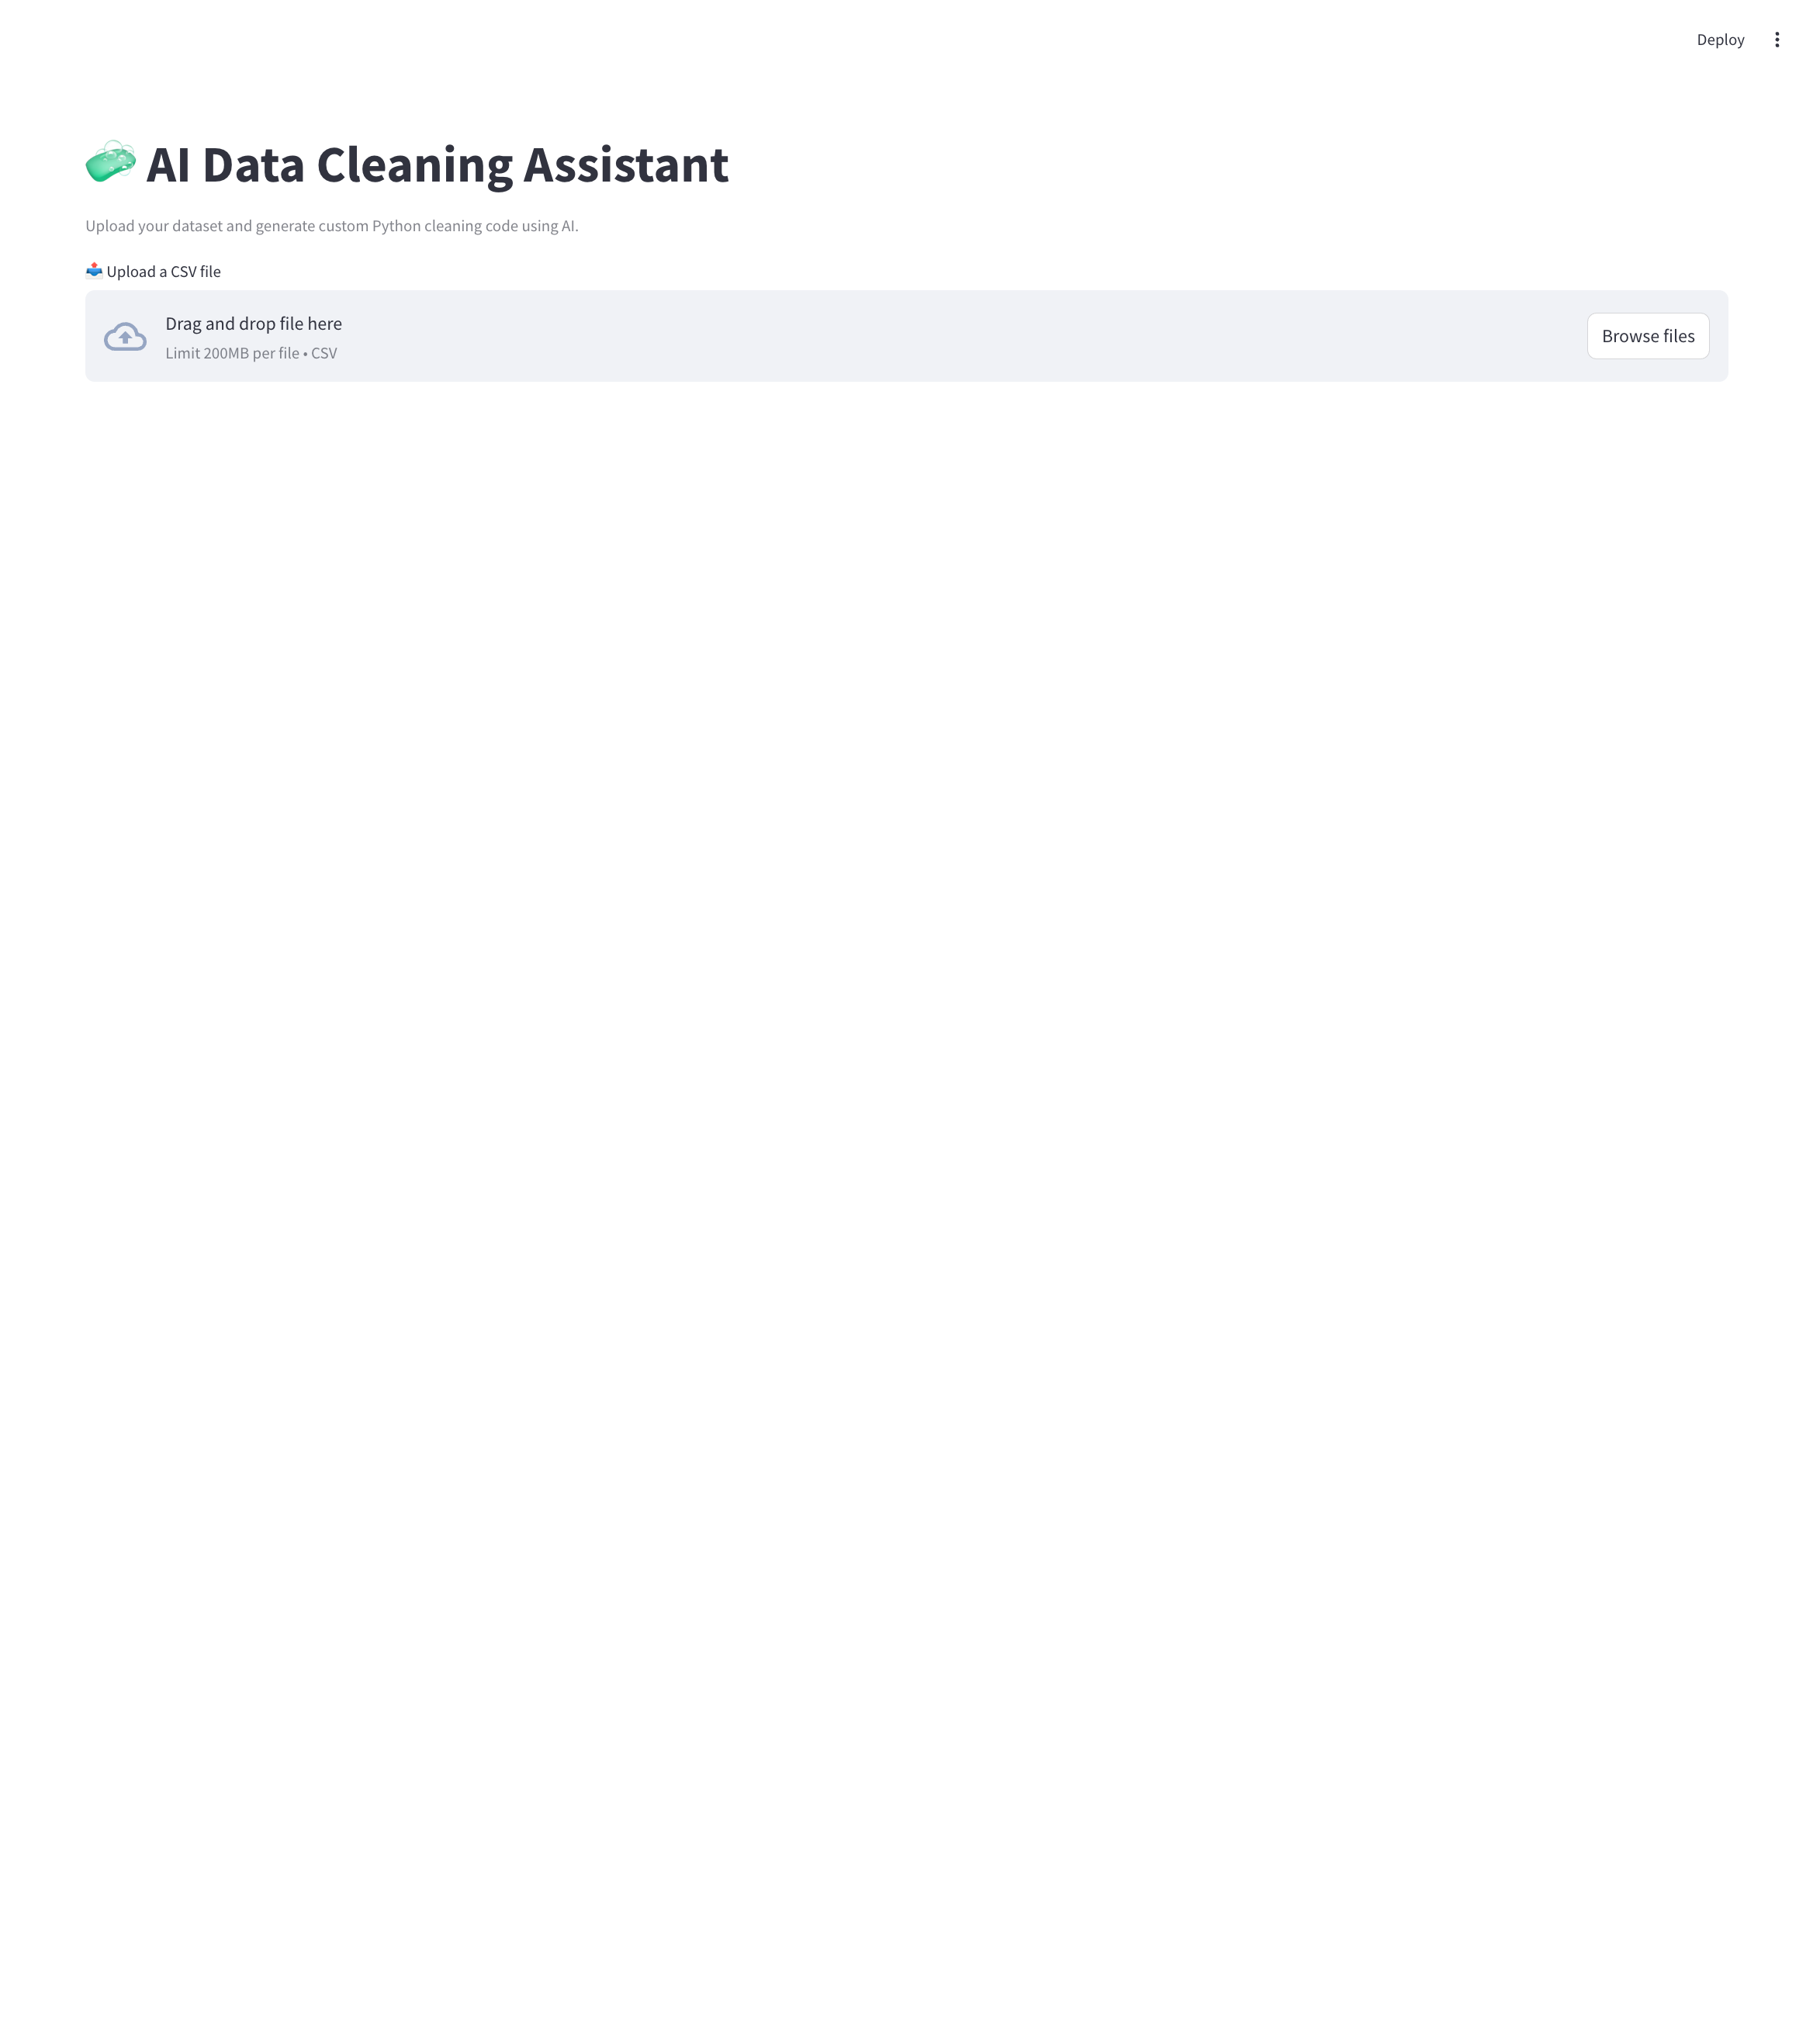 Deploy
AI Data Cleaning Assistant
Upload your dataset and generate custom Python cleaning code using AI.
Upload a CSV file
Drag and drop file here
Limit 200MB per file • CSV
Browse files